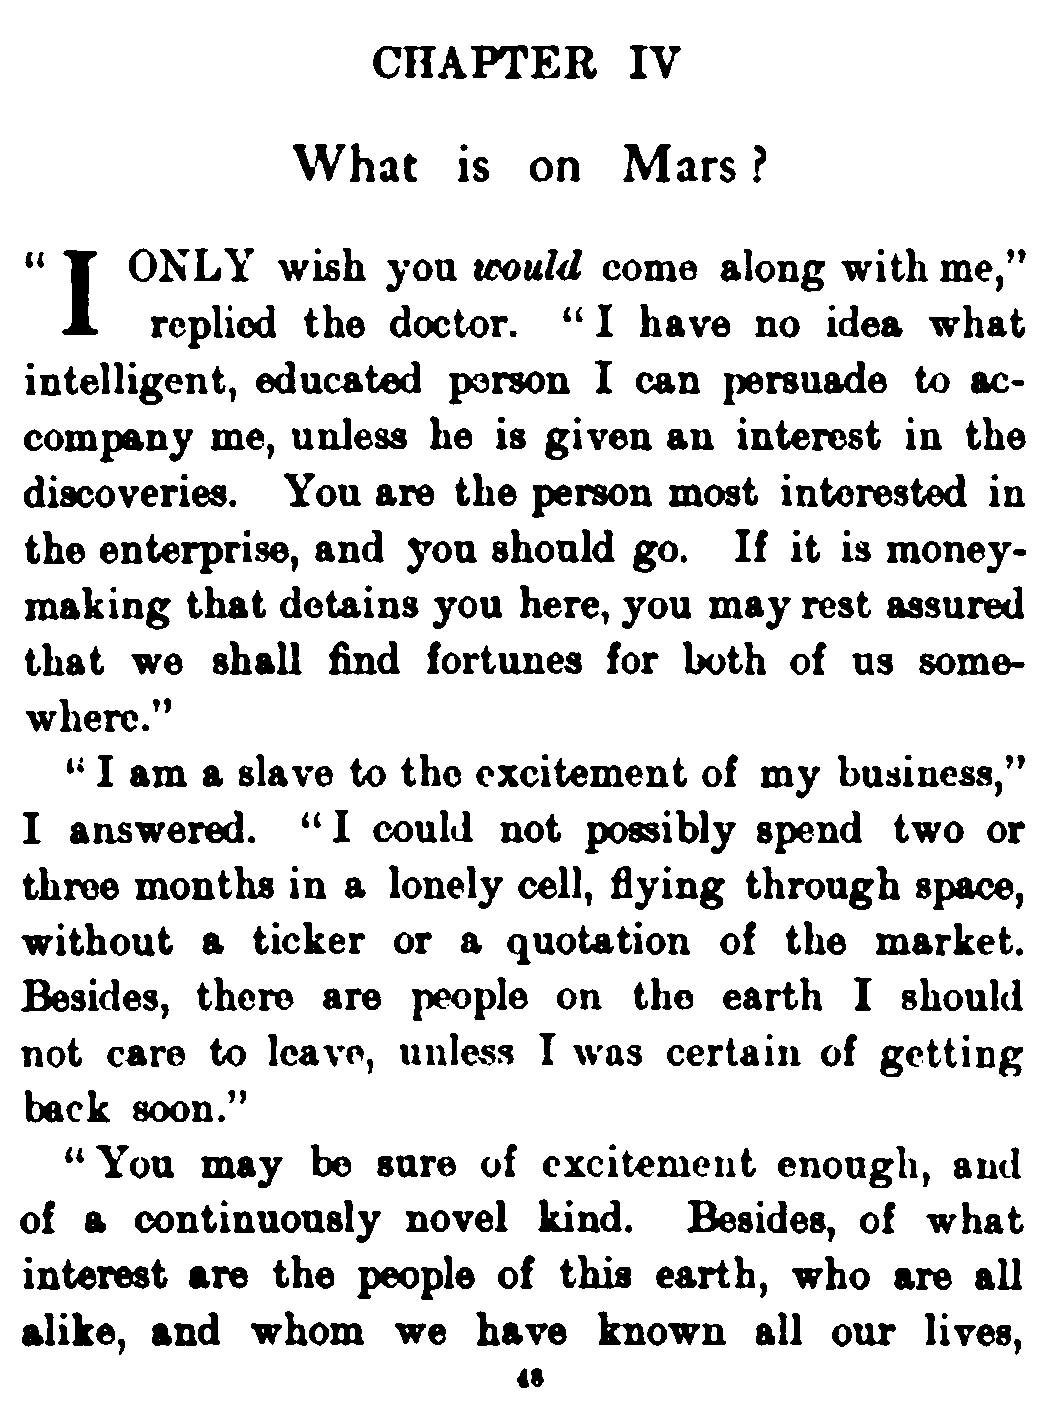 CHAPTER IV
What is on Mars?
"I ONLY wish you would come along with me,"
replied the doctor. "I have no idea what
intelligent, educated person I can persuade to ac-
company me, unless he is given an interest in the
discoveries. You are the person most interested in
the enterprise, and you should go. If it is money-
making that detains you here, you may rest assured
that we shall find fortunes for both of us some-
where."
"I am a slave to the excitement of my business,"
I answered. "I could not possibly spend two or
three months in a lonely cell, flying through space,
without a ticker or a quotation of the market.
Besides, there are people on the earth I should
not care to leave, unless I was certain of getting
back soon."
"You may be sure of excitement enough, and
of a continuously novel kind. Besides, of what
interest are the people of this earth, who are all
alike, and whom we have known all our lives,
48